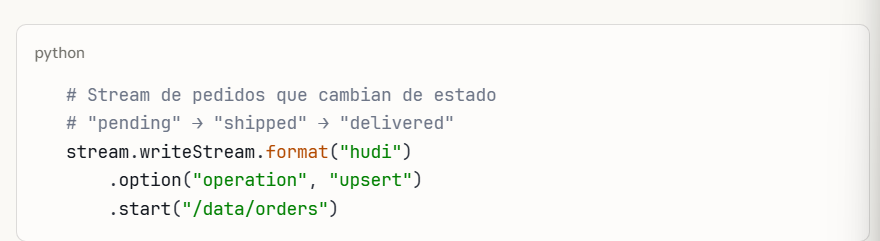 python
# Stream de pedidos que cambian de estado
# "pending" → "shipped" → "delivered"
stream.writeStream.format("hudi")
    .option("operation", "upsert")
    .start("/data/orders")